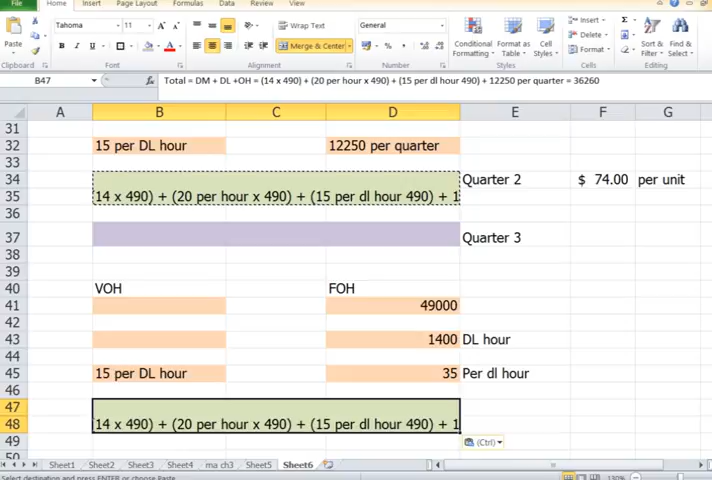 File Home Insert Page Layout Formulas Data Review View
Paste
Tahoma 11 A A
Wrap Text
General
B I U A
Merge & Center
$ % ,
Conditional Formatting
Format as Table
Cell Styles
Insert
Delete
Format
Σ
Sort & Filter
Find & Select
Clipboard Font Alignment Number Styles Cells Editing
B47 fx Total = DM + DL +OH = (14 x 490) + (20 per hour x 490) + (15 per dl hour 490) + 12250 per quarter = 36260
A B C D E F G
31
32 15 per DL hour 12250 per quarter
33
34 Quarter 2 $ 74.00 per unit
35 14 x 490) + (20 per hour x 490) + (15 per dl hour 490) + 1
36
37 Quarter 3
38
39
40 VOH FOH
41 49000
42
43 1400 DL hour
44
45 15 per DL hour 35 Per dl hour
46
47
48 14 x 490) + (20 per hour x 490) + (15 per dl hour 490) + 1
49 (Ctrl)
50
Sheet1 Sheet2 Sheet3 Sheet4 ma ch3 Sheet5 Sheet6
Select destination and press ENTER or choose Paste 130%